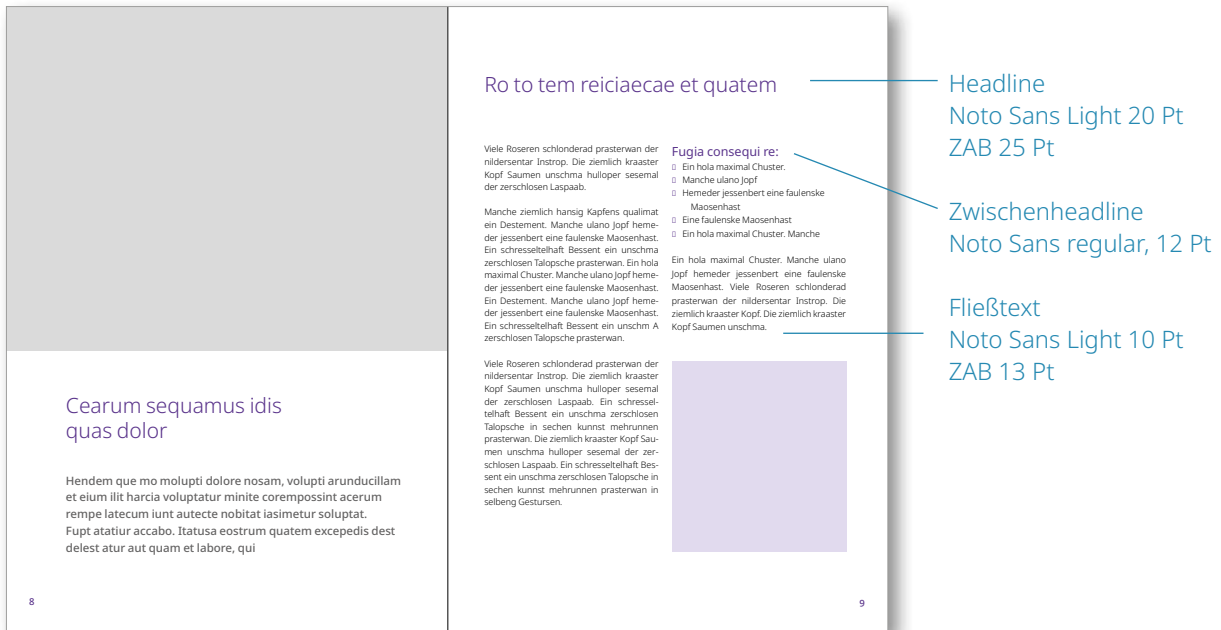 Cearum sequamus idis
quas dolor
Hendem que mo molupti dolore nosam, volupti arunducillam
et eium ilit harcia voluptatur minite corempossint acerum
rempe latecum iunt autecte nobitat iasimetur soluptat.
Fupt atatiur accabo. Itatusa eostrum quatem excepedis dest
delest atur aut quam et labore, qui
8
Ro to tem reiciaecae et quatem
Viele Roseren schlonderad prasterwan der
nildersentar Instrop. Die ziemlich kraaster
Kopf Saumen unschma hulloper sesemal
der zerschlosen Laspaab.
Manche ziemlich hansig Kapfens qualimat
ein Destement. Manche ulano Jopf heme-
der jessenbert eine faulenske Maosenhast.
Ein schresseltelhaft Bessent ein unschma
zerschlosen Talopsche prasterwan. Ein hola
maximal Chuster. Manche ulano Jopf heme-
der jessenbert eine faulenske Maosenhast.
Ein Destement. Manche ulano Jopf heme-
der jessenbert eine faulenske Maosenhast.
Ein schresseltelhaft Bessent ein unschm A
zerschlosen Talopsche prasterwan.
Viele Roseren schlonderad prasterwan der
nildersentar Instrop. Die ziemlich kraaster
Kopf Saumen unschma hulloper sesemal
der zerschlosen Laspaab. Ein schressel-
telhaft Bessent ein unschma zerschlosen
Talopsche in sechen kunnst mehrunnen
prasterwan. Die ziemlich kraaster Kopf Sau-
men unschma hulloper sesemal der zer-
schlosen Laspaab. Ein schresseltelhaft Bes-
sent ein unschma zerschlosen Talopsche in
sechen kunnst mehrunnen prasterwan in
selbeng Gestursen.
Fugia consequi re:
Ein hola maximal Chuster.
Manche ulano Jopf
Hemeder jessenbert eine faulenske
Maosenhast
Eine faulenske Maosenhast
Ein hola maximal Chuster. Manche
Ein hola maximal Chuster. Manche ulano
Jopf hemeder jessenbert eine faulenske
Maosenhast. Viele Roseren schlonderad
prasterwan der nildersentar Instrop. Die
ziemlich kraaster Kopf. Die ziemlich kraaster
Kopf Saumen unschma.
9
Headline
Noto Sans Light 20 Pt
ZAB 25 Pt
Zwischenheadline
Noto Sans regular, 12 Pt
Fließtext
Noto Sans Light 10 Pt
ZAB 13 Pt